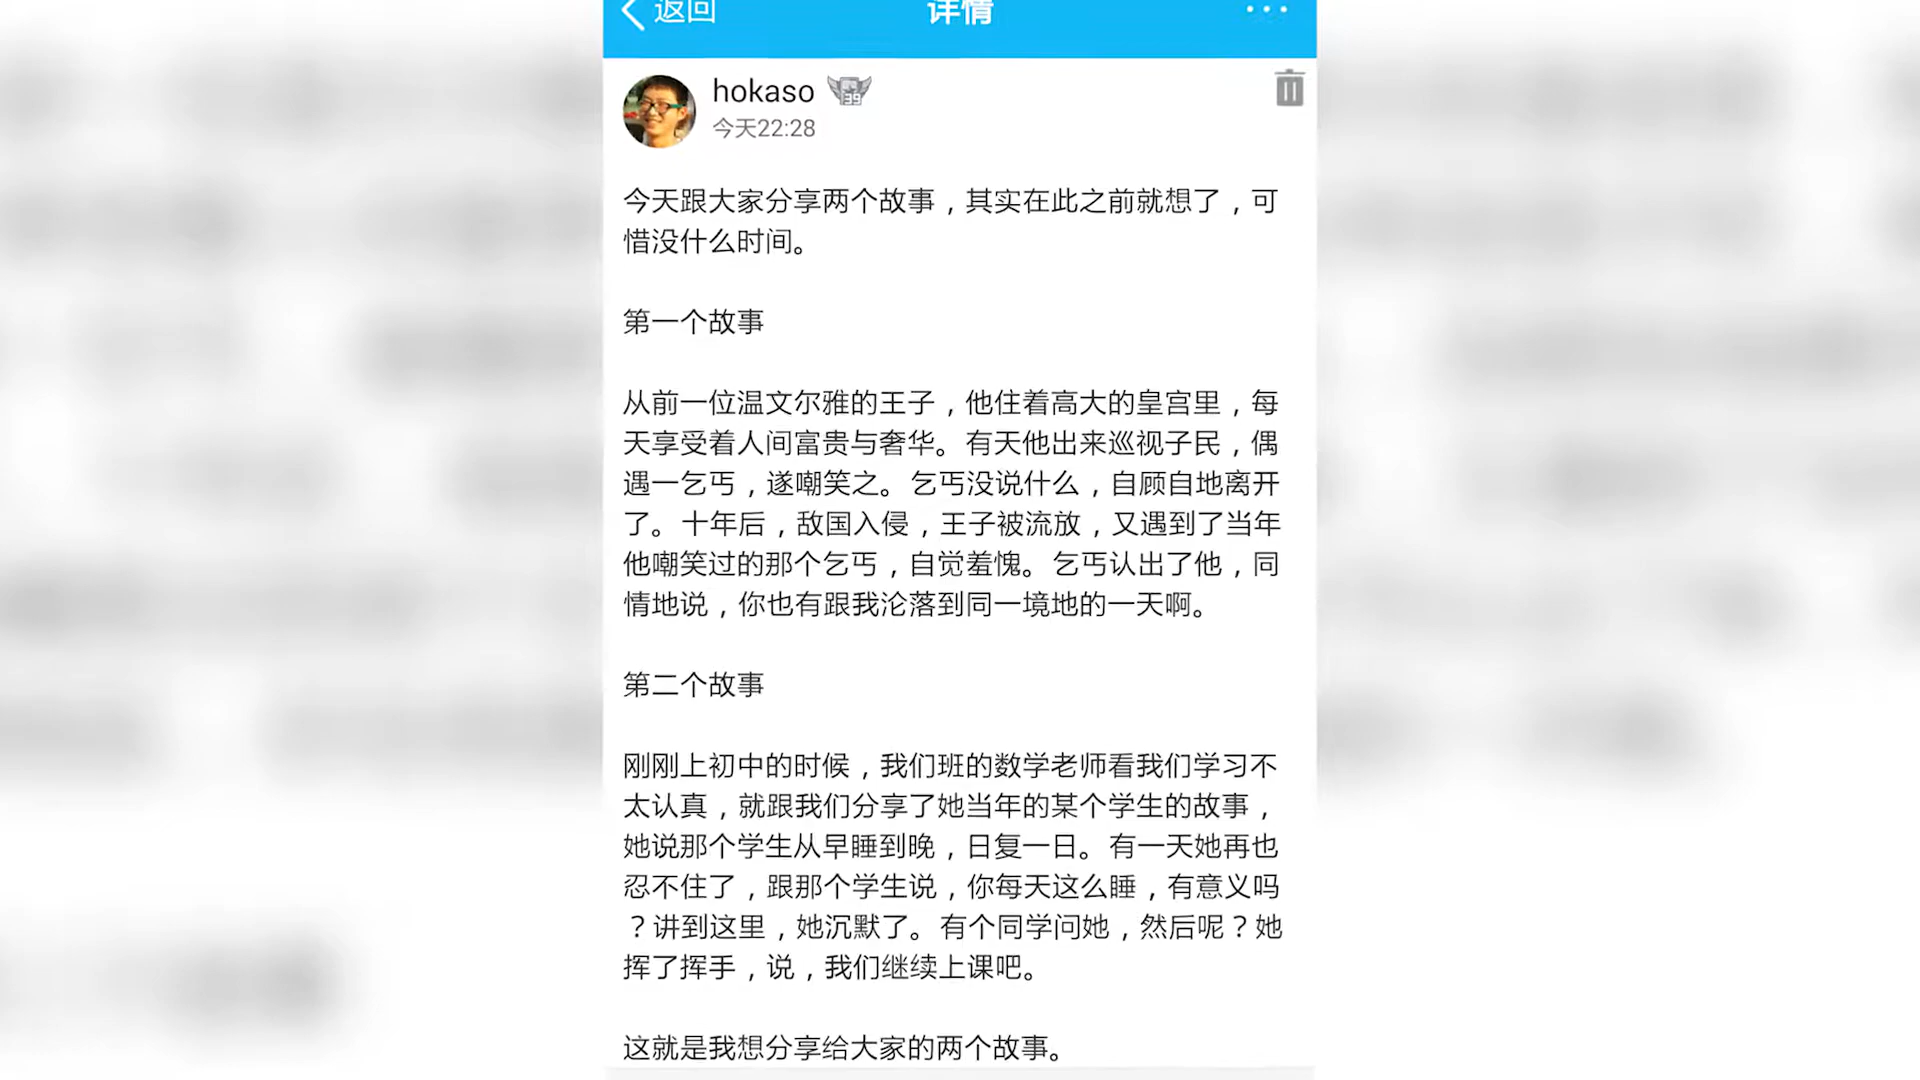 返回
详情
hokaso
39
今天22:28
今天跟大家分享两个故事，其实在此之前就想了，可
惜没什么时间。
第一个故事
从前一位温文尔雅的王子，他住着高大的皇宫里，每
天享受着人间富贵与奢华。有天他出来巡视子民，偶
遇一乞丐，遂嘲笑之。乞丐没说什么，自顾自地离开
了。十年后，敌国入侵，王子被流放，又遇到了当年
他嘲笑过的那个乞丐，自觉羞愧。乞丐认出了他，同
情地说，你也有跟我沦落到同一境地的一天啊。
第二个故事
刚刚上初中的时候，我们班的数学老师看我们学习不
太认真，就跟我们分享了她当年的某个学生的故事，
她说那个学生从早睡到晚，日复一日。有一天她再也
忍不住了，跟那个学生说，你每天这么睡，有意义吗
？讲到这里，她沉默了。有个同学问她，然后呢？她
挥了挥手，说，我们继续上课吧。
这就是我想分享给大家的两个故事。